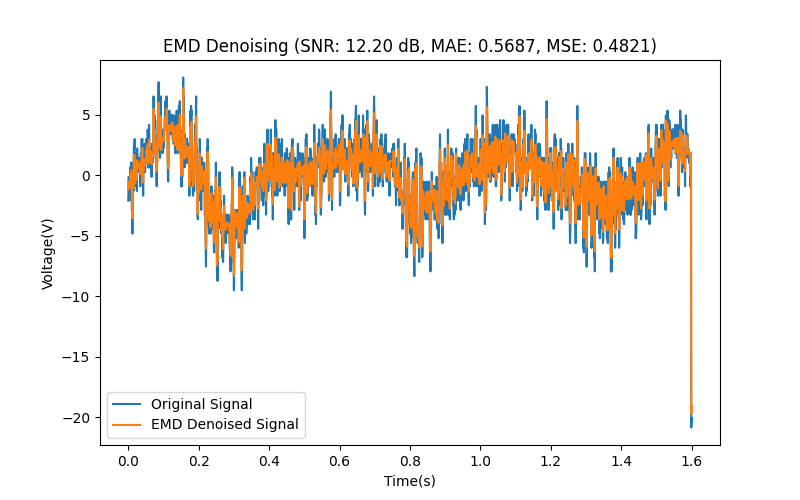 EMD Denoising (SNR: 12.20 dB, MAE: 0.5687, MSE: 0.4821)
Voltage(V)
5
0
−5
−10
−15
−20
Original Signal
EMD Denoised Signal
0.0 0.2 0.4 0.6 0.8 1.0 1.2 1.4 1.6
Time(s)